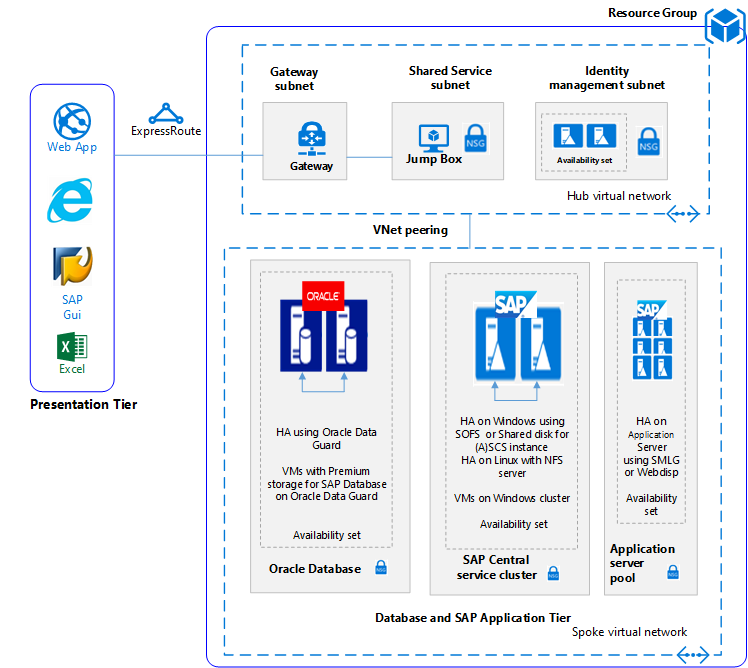 Resource Group
Gateway
subnet
Shared Service
subnet
Identity
management subnet
Web App
ExpressRoute
Gateway
Jump Box
NSG
Availability set
NSG
Hub virtual network
VNet peering
SAP
Gui
Excel
Presentation Tier
ORACLE
HA using Oracle Data
Guard
VMs with Premium
storage for SAP Database
on Oracle Data Guard
Availability set
Oracle Database
NSG
SAP
HA on Windows using
SOFS or Shared disk for
(A)SCS instance
HA on Linux with NFS
server
VMs on Windows cluster
Availability set
SAP Central
service cluster
NSG
SAP
HA on
Application
Server
using SMLG
or Webdisp
Availability
set
Application
server
pool
NSG
Database and SAP Application Tier
Spoke virtual network